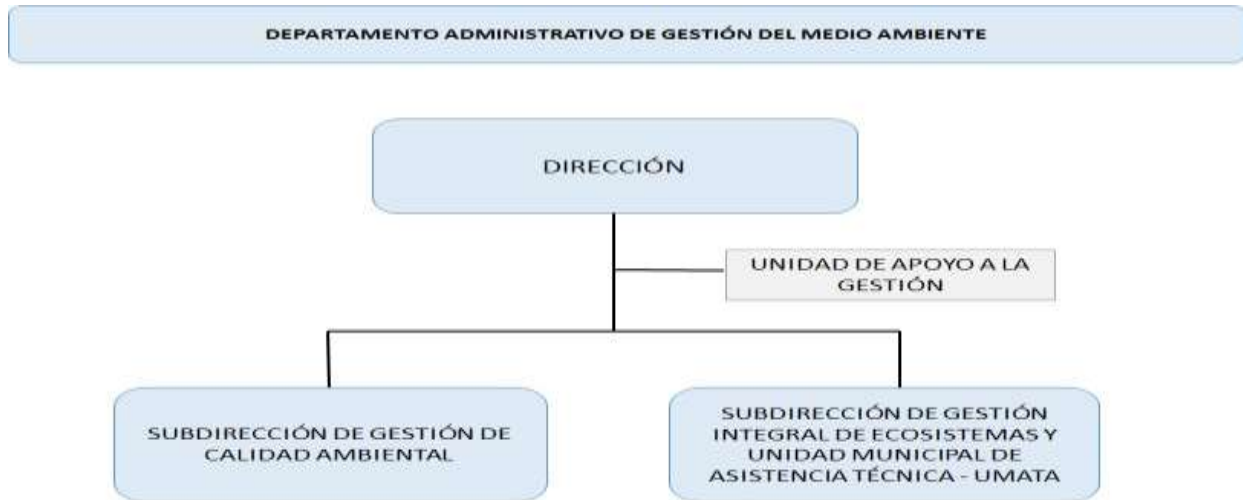 DEPARTAMENTO ADMINISTRATIVO DE GESTIÓN DEL MEDIO AMBIENTE
DIRECCIÓN
UNIDAD DE APOYO A LA
GESTIÓN
SUBDIRECCIÓN DE GESTIÓN DE
CALIDAD AMBIENTAL
SUBDIRECCIÓN DE GESTIÓN
INTEGRAL DE ECOSISTEMAS Y
UNIDAD MUNICIPAL DE
ASISTENCIA TÉCNICA - UMATA